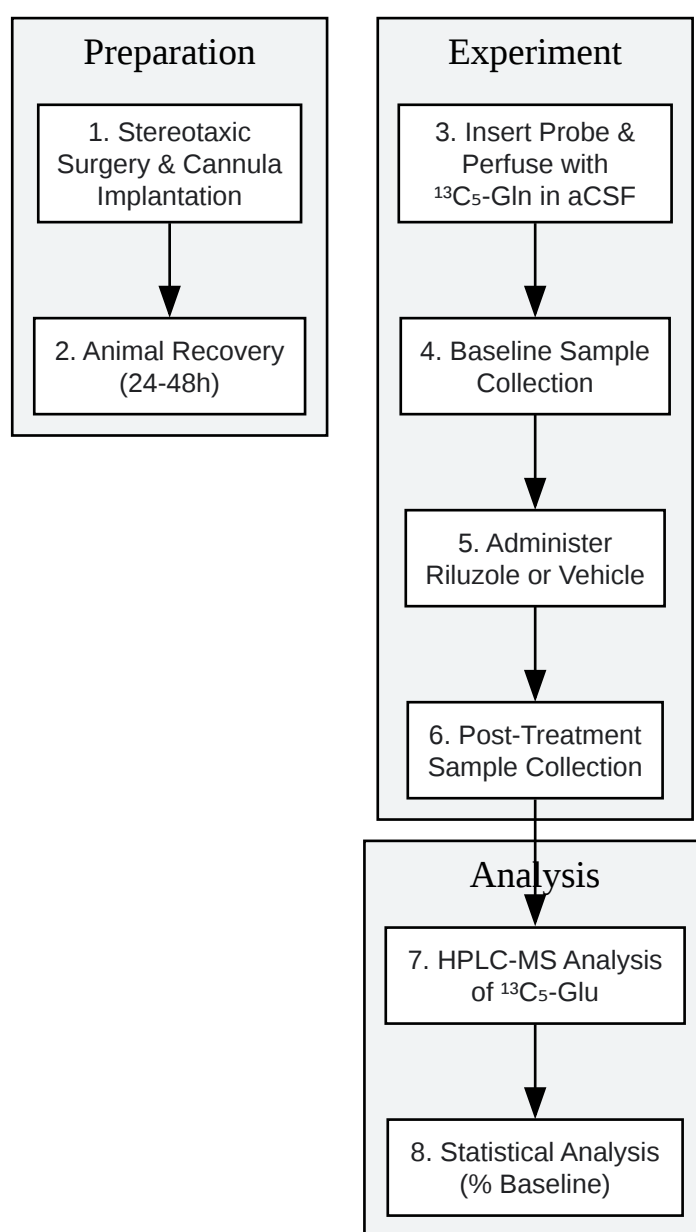 Preparation
1. Stereotaxic
Surgery & Cannula
Implantation
2. Animal Recovery
(24-48h)
Experiment
3. Insert Probe &
Perfuse with
¹³C₅-Gln in aCSF
4. Baseline Sample
Collection
5. Administer
Riluzole or Vehicle
6. Post-Treatment
Sample Collection
Analysis
7. HPLC-MS Analysis
of ¹³C₅-Glu
8. Statistical Analysis
(% Baseline)